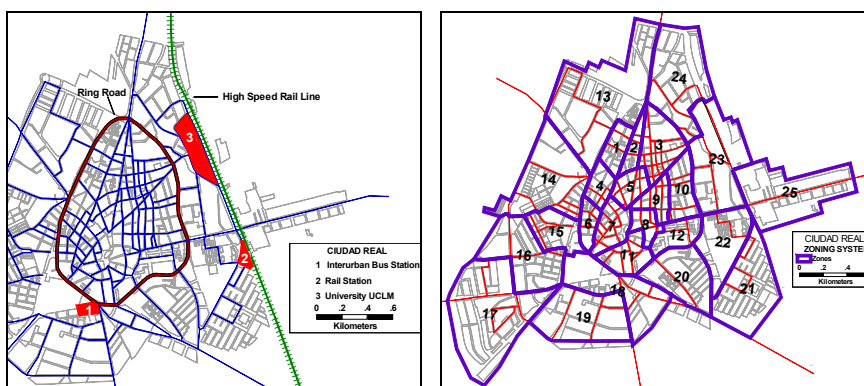 Ring Road
High Speed Rail Line
3
2
1
CIUDAD REAL
1 Interurban Bus Station
2 Rail Station
3 University UCLM
0 .2 .4 .6
Kilometers
24
13
1 2 3
23
14
4 5 10
25
9
6 7 8
15 12
22
16 11
20
21
18
17
19
CIUDAD REAL
ZONING SYSTEM
Zones
0 .2 .4
Kilometers